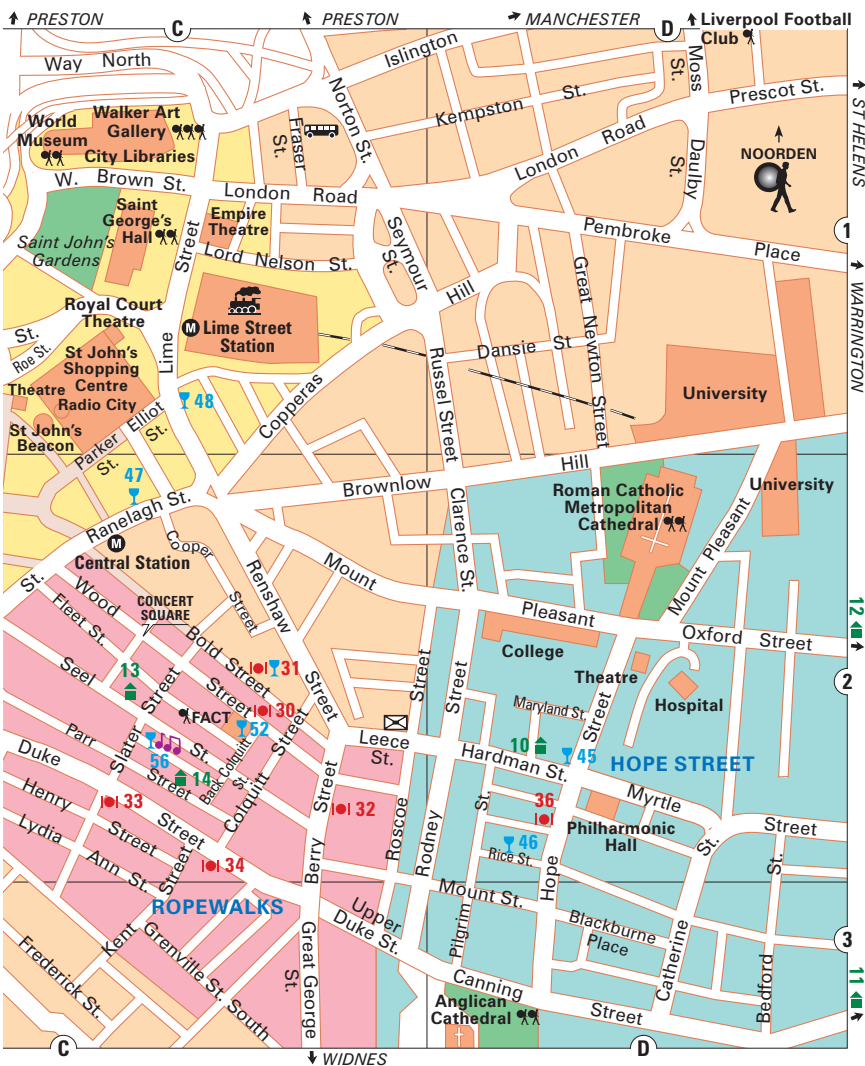 PRESTON
PRESTON
MANCHESTER
C
D
Liverpool Football
Club
Way North
Islington
Moss
St.
Norton St.
Kempston St.
Prescot St.
ST HELENS
World
Museum
Walker Art
Gallery
City Libraries
Fraser
St.
London Road
Daulby
St.
NOORDEN
W. Brown St.
London Road
Saint
George's
Hall
Empire
Theatre
Saint John's
Gardens
Street
Lord Nelson St.
Seymour
St.
Pembroke
Place
1
Hill
WARRINGTON
Royal Court
Theatre
M Lime Street
Station
Great Newton Street
St.
Roe St.
Lime
St John's
Shopping
Centre
Radio City
Theatre
St John's
Beacon
Dansie St
Russel Street
University
Elliot
St.
48
Copperas
Parker
St.
47
Hill
Brownlow
Ranelagh St.
Clarence St.
Roman Catholic
Metropolitan
Cathedral
University
Mount Pleasant
M
Central Station
Cooper
Street
Renshaw
Street
Mount
Pleasant
St.
Wood
Fleet St.
CONCERT
SQUARE
12
Oxford Street
College
Theatre
Hospital
Bold Street
31
Seel
13
Street
30
Street
Street
2
FACT
52
Maryland St.
Street
Slater Street
St.
Back Colquitt
St.
Leece
St.
10
45
HOPE STREET
Hardman St.
Parr
56
14
Street
Colquitt Street
Duke
33
Street
32
St.
36
Myrtle
Street
Henry
Street
Philharmonic
Hall
46
Rice St.
St.
St.
Lydia
Ann St.
34
Street
Berry
Roscoe
Rodney
Hope
ROPEWALKS
Mount St.
Upper
Duke St.
Pilgrim
Blackburne
Place
3
Kent
Grenville St. South
Frederick St.
Great George
St.
Canning
Street
Catherine
Bedford
11
Anglican
Cathedral
C
D
WIDNES